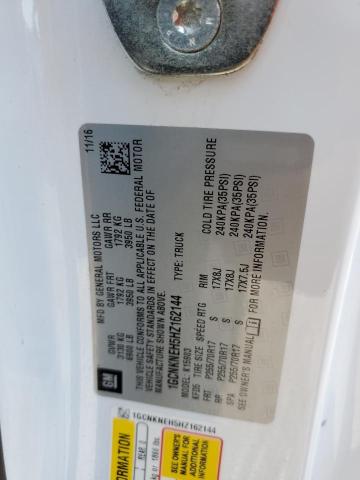 MFD BY GENERAL MOTORS LLC
11/16
GVWR
GAWR FRT
GAWR RR
3130 KG
1792 KG
1792 KG
6900 LB
3950 LB
3950 LB
THIS VEHICLE CONFORMS TO ALL APPLICABLE U.S. FEDERAL MOTOR
VEHICLE SAFETY STANDARDS IN EFFECT ON THE DATE OF
MANUFACTURE SHOWN ABOVE.
1GCNKNEH5HZ162144
TYPE: TRUCK
GM
MODEL: K15903
KFD5 TIRE SIZE SPEED RTG RIM COLD TIRE PRESSURE
FRT P255/70R17 S 17X8J 240KPA(35PSI)
RR P255/70R17 S 17X8J 240KPA(35PSI)
SPA P255/70R17 S 17X7.5J 240KPA(35PSI)
SEE OWNER'S MANUAL FOR MORE INFORMATION.
1GCNKNEH5HZ162144
INFORMATION
REAR
SEE OWNER'S
MANUAL FOR
ADDITIONAL
INFORMATION